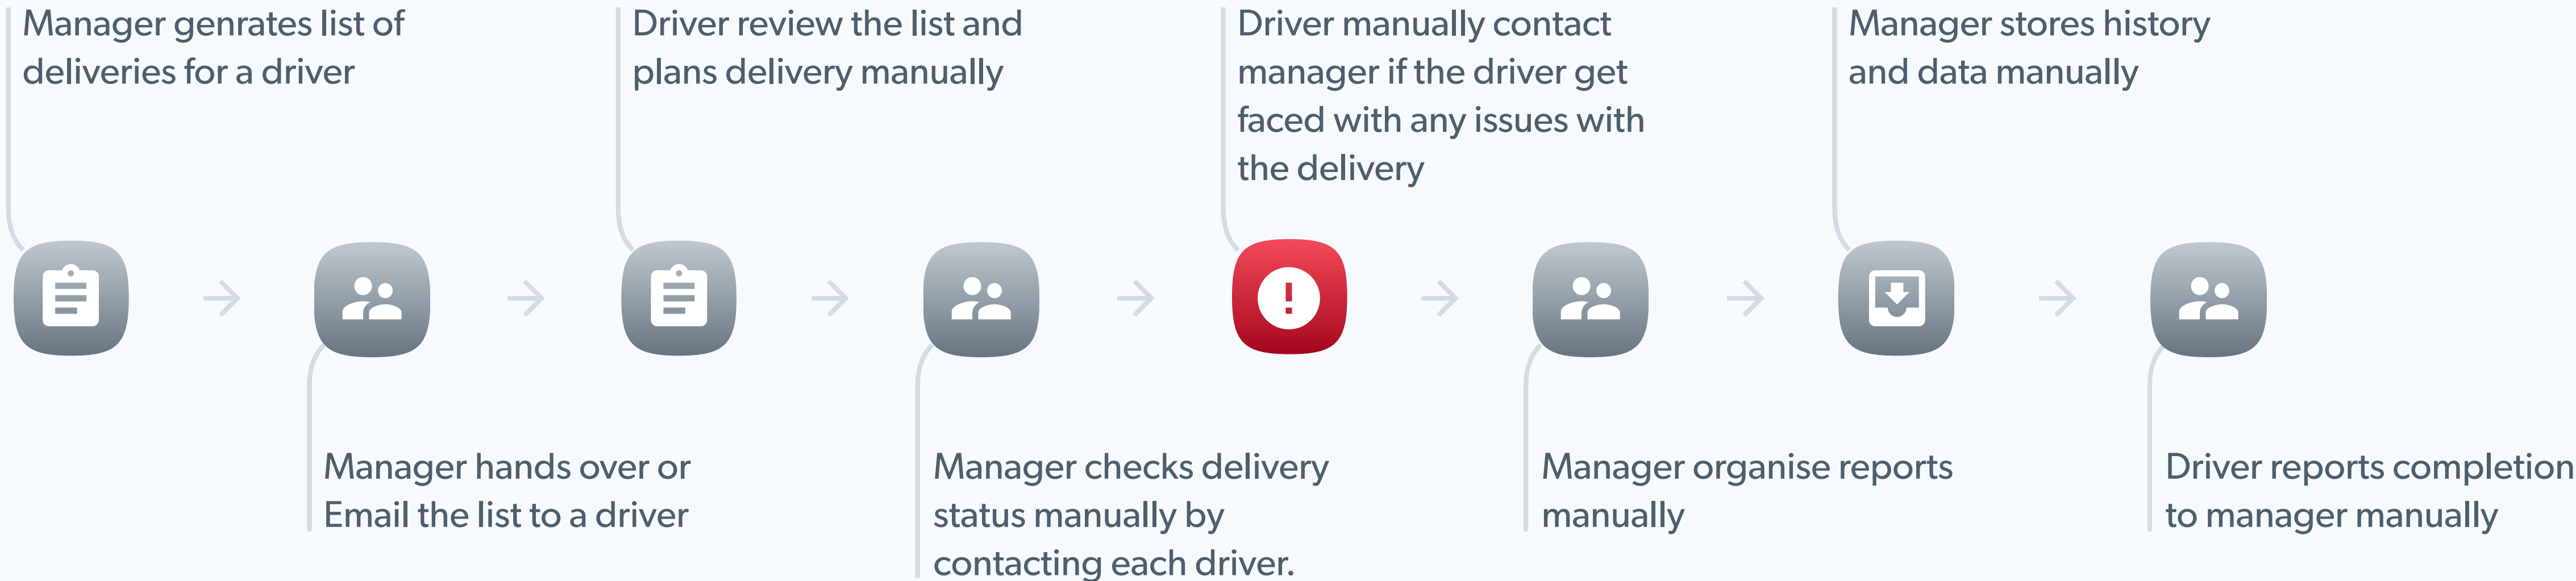 Manager genrates list of
deliveries for a driver
Manager hands over or
Email the list to a driver
Driver review the list and
plans delivery manually
Manager checks delivery
status manually by
contacting each driver.
Driver manually contact
manager if the driver get
faced with any issues with
the delivery
Manager organise reports
manually
Manager stores history
and data manually
Driver reports completion
to manager manually